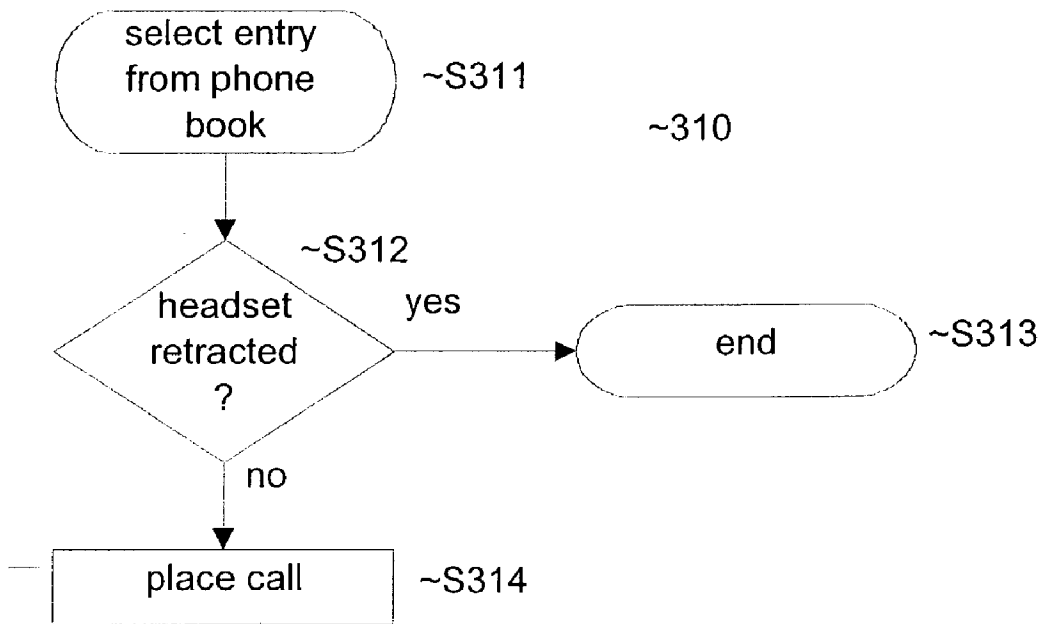 select entry
from phone
book
~S311
~310
~S312
headset
retracted
?
yes
end
~S313
no
place call
~S314